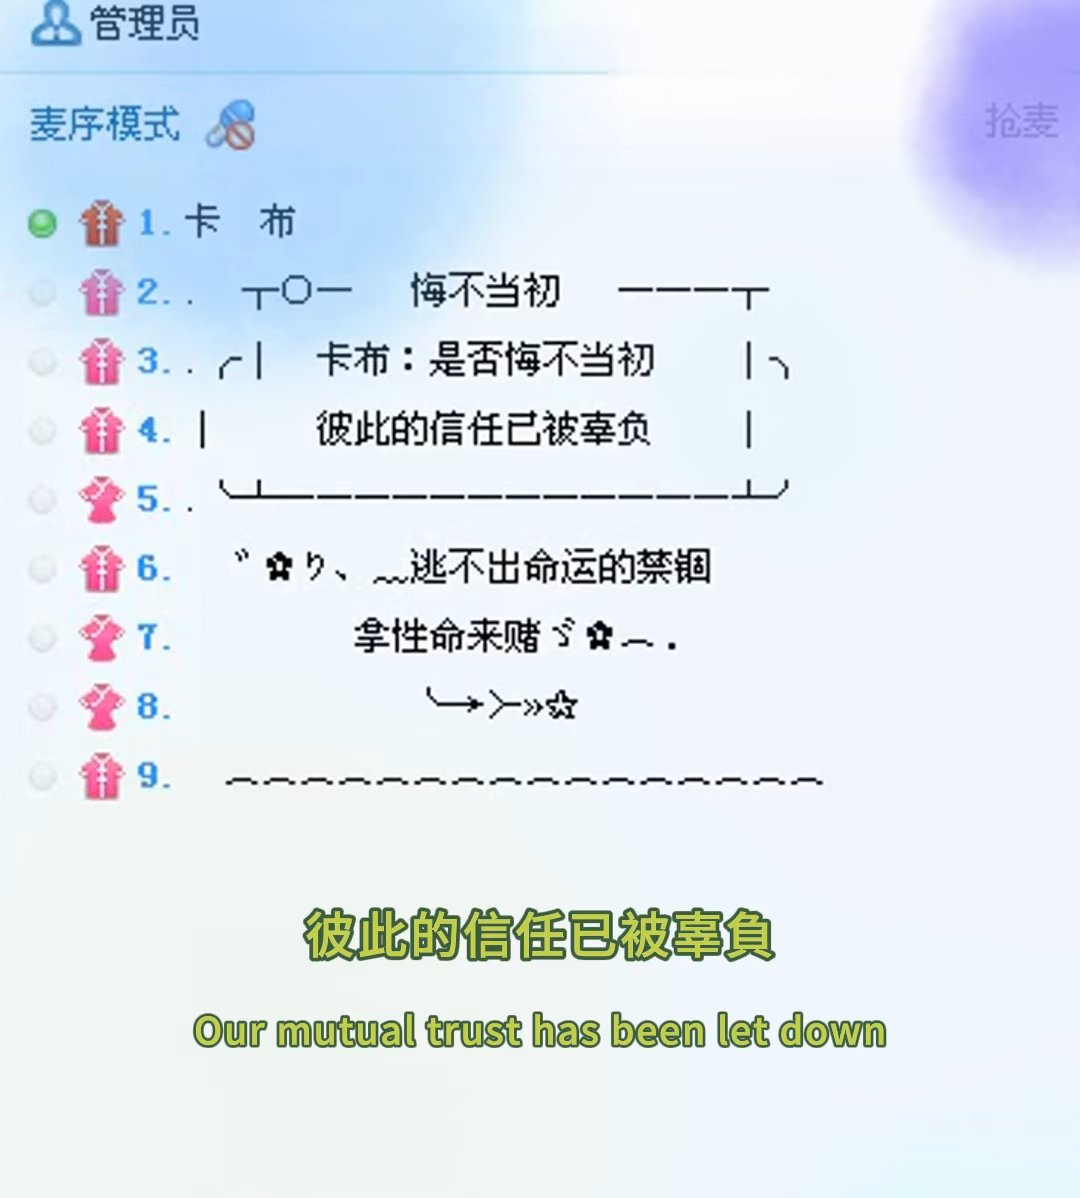 管理员
麦序模式 抢麦
1. 卡 布
2. . ┬○─ 悔不当初 ────┬
3. . ╭│ 卡布：是否悔不当初 │╮
4. │ 彼此的信任已被辜负 │
5. . ╰┴────────────┴╯
6. 〝✿り、﹏逃不出命运的禁锢
7. 拿性命来赌ゞ✿︵.
8. ╰→≻─»✩
9. ︵︵︵︵︵︵︵︵︵︵︵︵︵︵︵︵
彼此的信任已被辜負
Our mutual trust has been let down